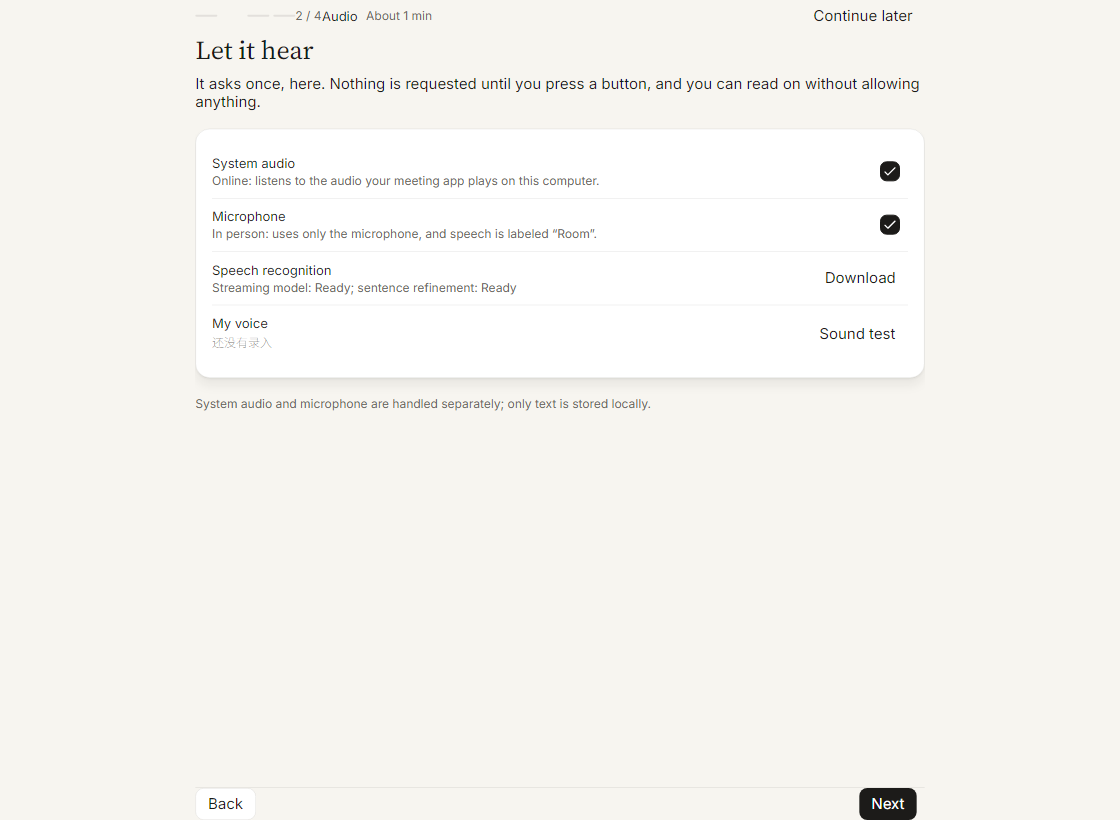 2 / 4 Audio About 1 min
Continue later
Let it hear
It asks once, here. Nothing is requested until you press a button, and you can read on without allowing
anything.
System audio
Online: listens to the audio your meeting app plays on this computer.
Microphone
In person: uses only the microphone, and speech is labeled “Room”.
Speech recognition
Streaming model: Ready; sentence refinement: Ready
Download
My voice
还没有录入
Sound test
System audio and microphone are handled separately; only text is stored locally.
Back
Next